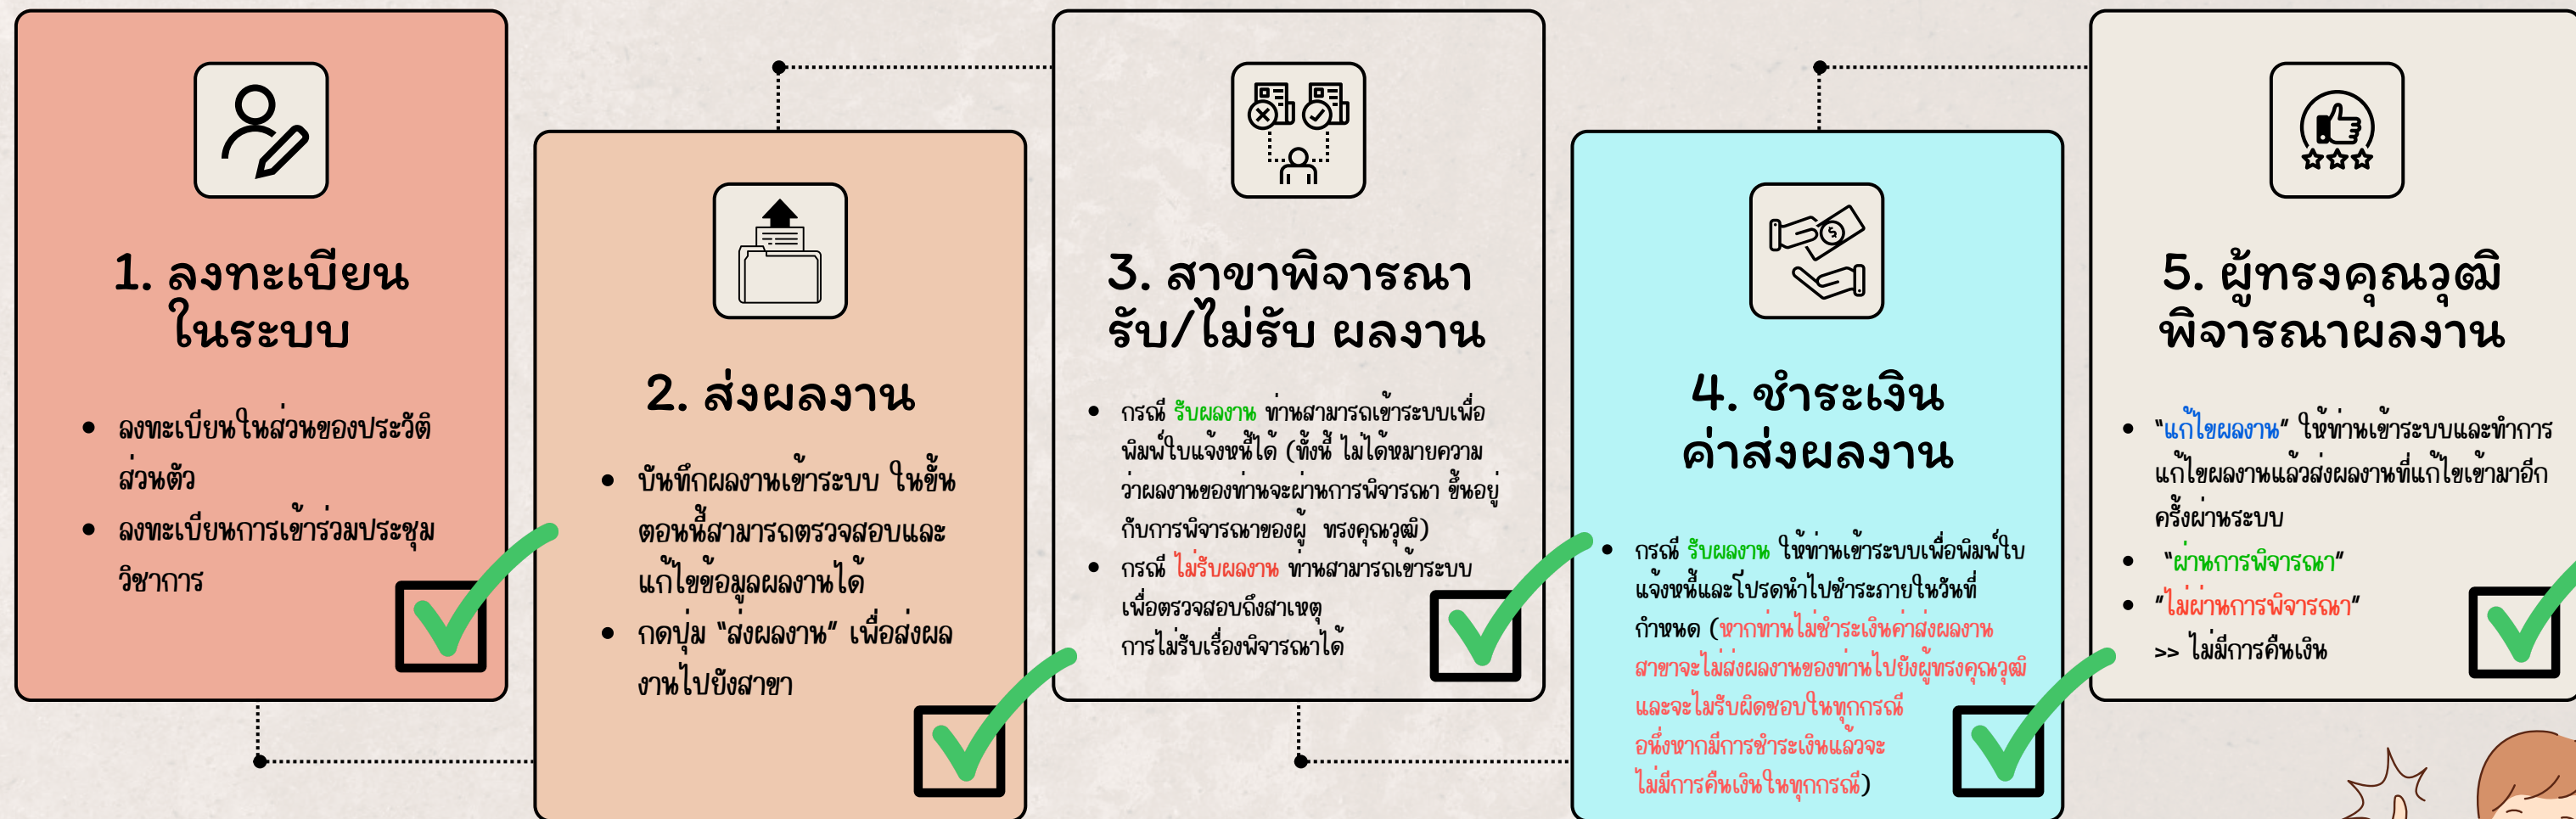 1. ลงทะเบียน
ในระบบ
• ลงทะเบียนในส่วนของประวัติ
ส่วนตัว
• ลงทะเบียนการเข้าร่วมประชุม
วิชาการ
2. ส่งผลงาน
• บันทึกผลงานเข้าระบบ ในขั้น
ตอนนี้สามารถตรวจสอบและ
แก้ไขข้อมูลผลงานได้
• กดปุ่ม "ส่งผลงาน" เพื่อส่งผล
งานไปยังสาขา
3. สาขาพิจารณา
รับ/ไม่รับ ผลงาน
• กรณี รับผลงาน ท่านสามารถเข้าระบบเพื่อ
พิมพ์ใบแจ้งหนี้ได้ (ทั้งนี้ ไม่ได้หมายความ
ว่าผลงานของท่านจะผ่านการพิจารณา ขึ้นอยู่
กับการพิจารณาของผู้ ทรงคุณวุฒิ)
• กรณี ไม่รับผลงาน ท่านสามารถเข้าระบบ
เพื่อตรวจสอบถึงสาเหตุ
การไม่รับเรื่องพิจารณาได้
4. ชำระเงิน
ค่าส่งผลงาน
• กรณี รับผลงาน ให้ท่านเข้าระบบเพื่อพิมพ์ใบ
แจ้งหนี้และโปรดนำไปชำระภายในวันที่
กำหนด (หากท่านไม่ชำระเงินค่าส่งผลงาน
สาขาจะไม่ส่งผลงานของท่านไปยังผู้ทรงคุณวุฒิ
และจะไมรับผิดชอบในทุกกรณี
อนึ่งหากมีการชำระเงินแล้วจะ
ไม่มีการคืนเงินในทุกกรณี)
5. ผู้ทรงคุณวุฒิ
พิจารณาผลงาน
• "แก้ไขผลงาน" ให้ท่านเข้าระบบและทำการ
แก้ไขผลงานแล้วส่งผลงานที่แก้ไขเข้ามาอีก
ครั้งผ่านระบบ
• "ผ่านการพิจารณา"
• "ไม่ผ่านการพิจารณา"
>> ไม่มีการคืนเงิน